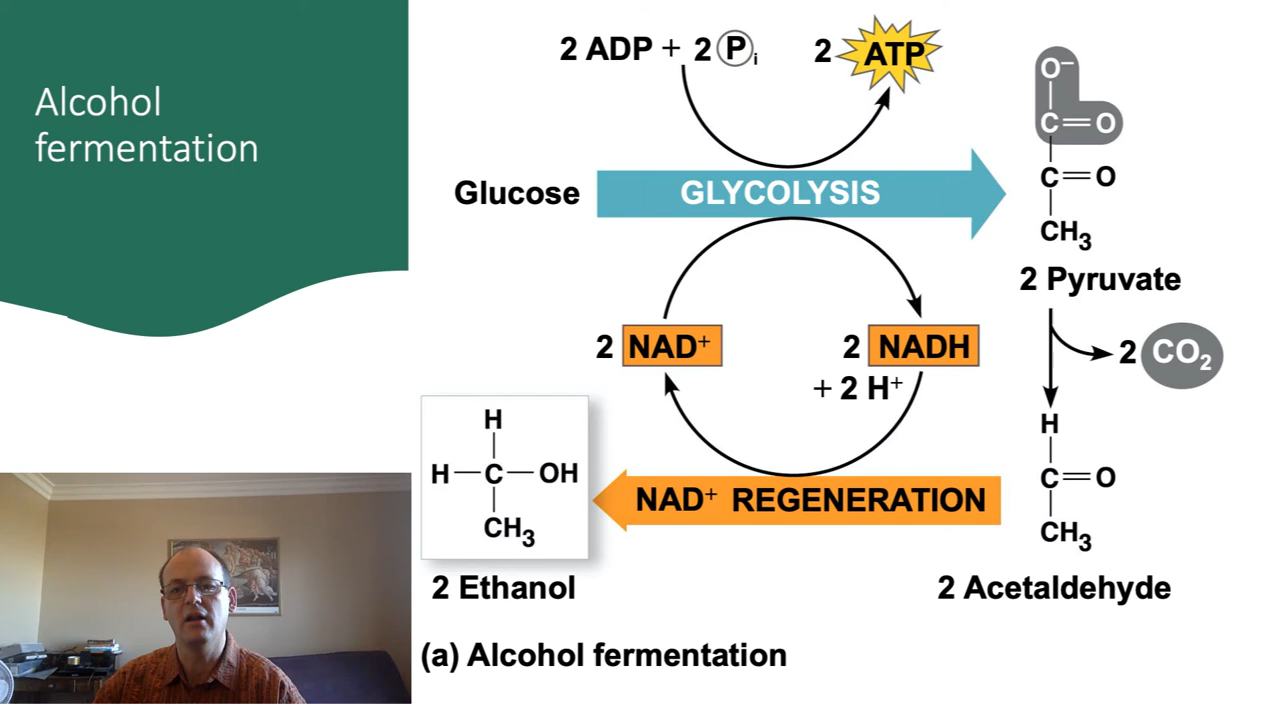 Alcohol
fermentation
2 ADP + 2 Pi
2 ATP
Glucose
GLYCOLYSIS
O−
C=O
C=O
CH3
2 Pyruvate
2 NAD+
2 NADH
+ 2 H+
2 CO2
H
H—C—OH
CH3
2 Ethanol
NAD+ REGENERATION
H
C=O
CH3
2 Acetaldehyde
(a) Alcohol fermentation